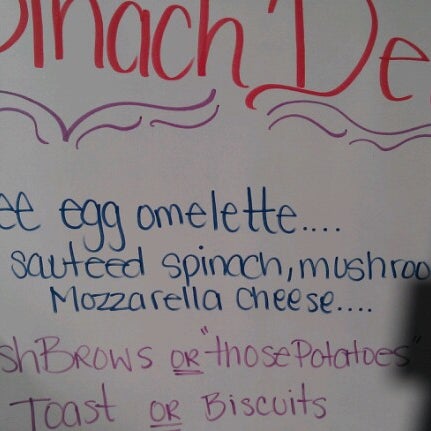 pinach De
ee egg omelette....
sauteed spinach, mushroo
Mozzarella cheese....
shBrows or "those Potatoes"
Toast or Biscuits